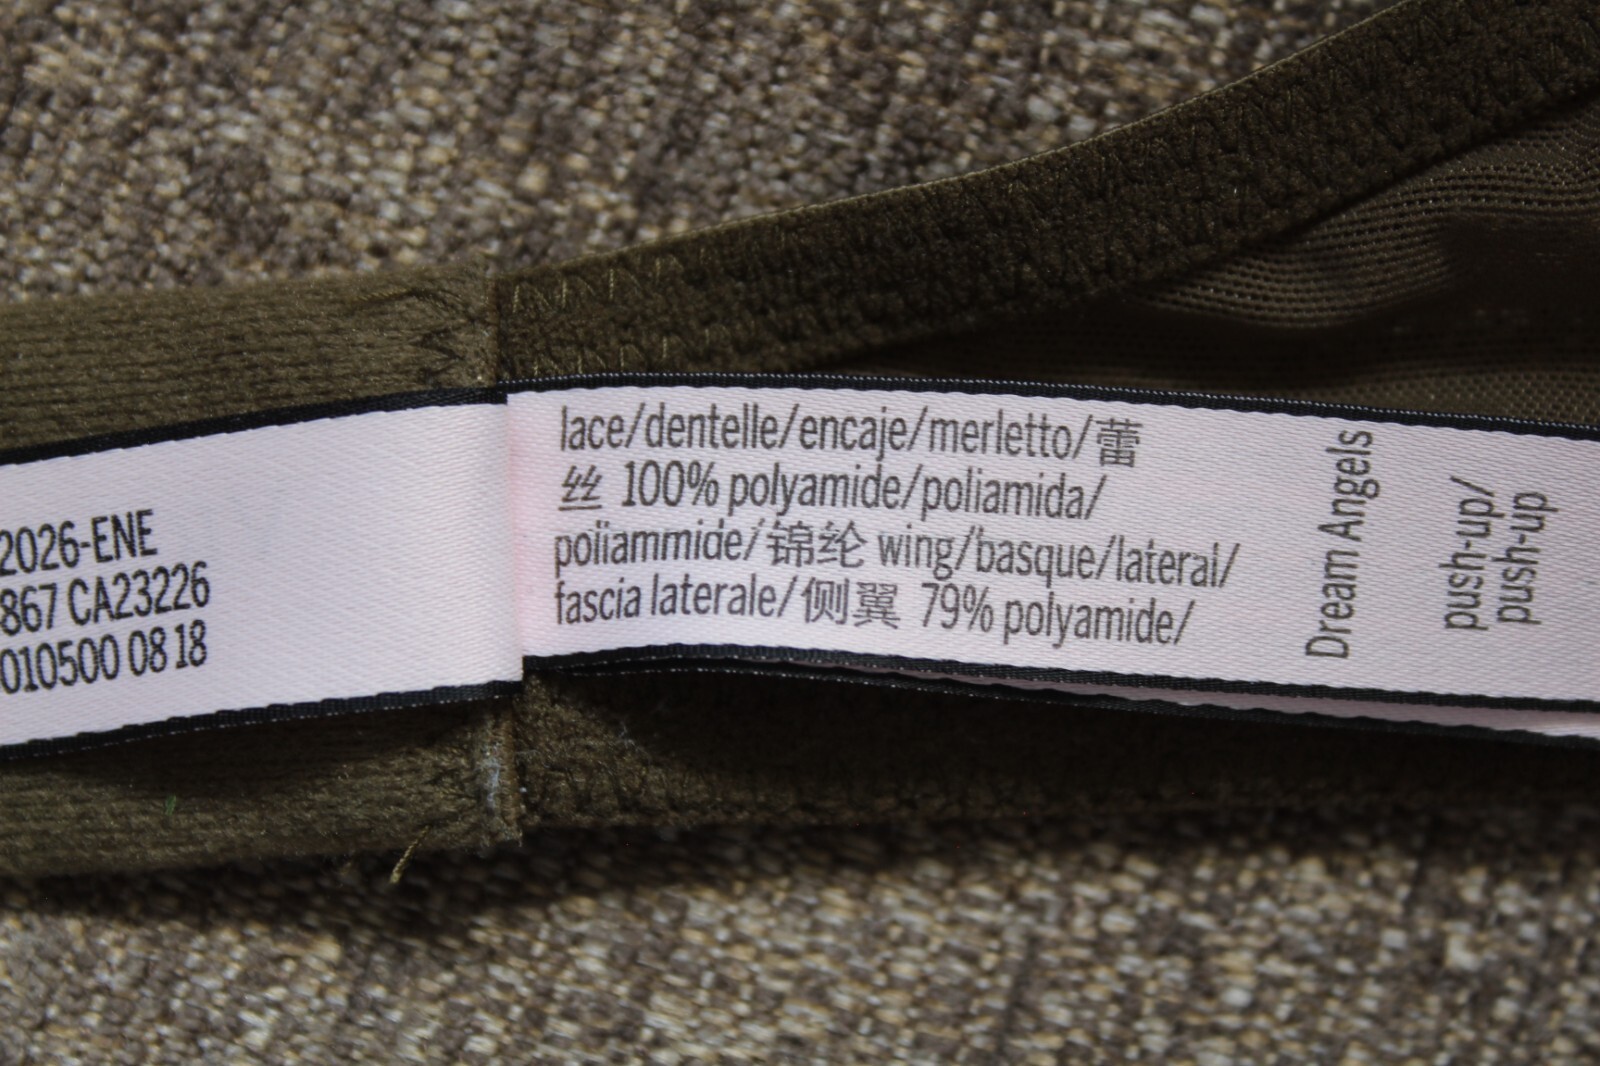 2026-ENE
867 CA23226
010500 08 18
lace/dentelle/encaje/merletto/蕾
丝 100% polyamide/poliamida/
poliammide/锦纶 wing/basque/lateral/
fascia laterale/侧翼 79% polyamide/
Dream Angels
push-up/
push-up